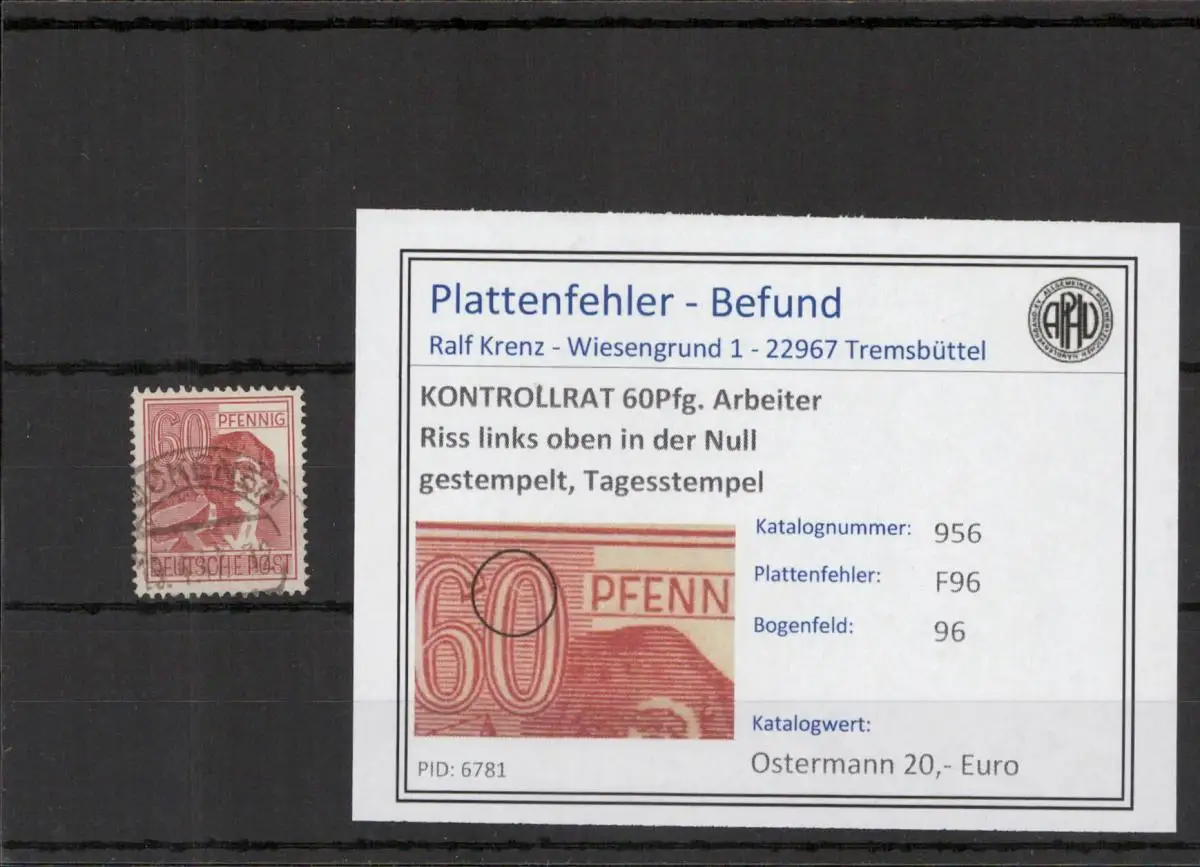 60 PFENNIG
DEUTSCHE POST
Plattenfehler - Befund
Ralf Krenz - Wiesengrund 1 - 22967 Tremsbüttel
APHV
KONTROLLRAT 60Pfg. Arbeiter
Riss links oben in der Null
gestempelt, Tagesstempel
60 PFENN
Katalognummer: 956
Plattenfehler: F96
Bogenfeld: 96
Katalogwert:
Ostermann 20,- Euro
PID: 6781